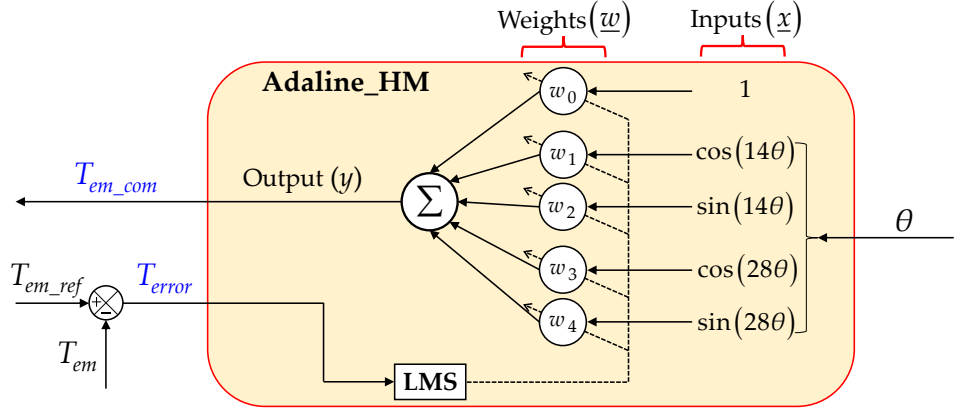 Weights(w) Inputs(x)
Adaline_HM
w0 1
w1 cos(14θ)
T_em_com Output (y)
Σ w2 sin(14θ)
θ
T_em_ref + − T_error w3 cos(28θ)
w4 sin(28θ)
T_em
LMS